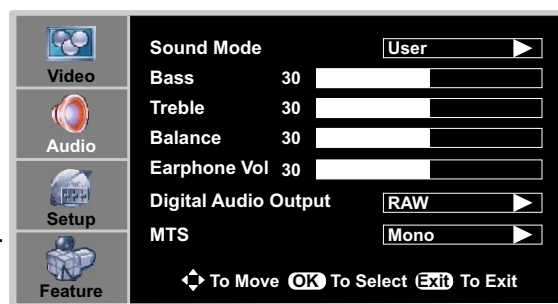 Video
Audio
Setup
Feature
Sound Mode User
Bass 30
Treble 30
Balance 30
Earphone Vol 30
Digital Audio Output RAW
MTS Mono
To Move OK To Select Exit To Exit